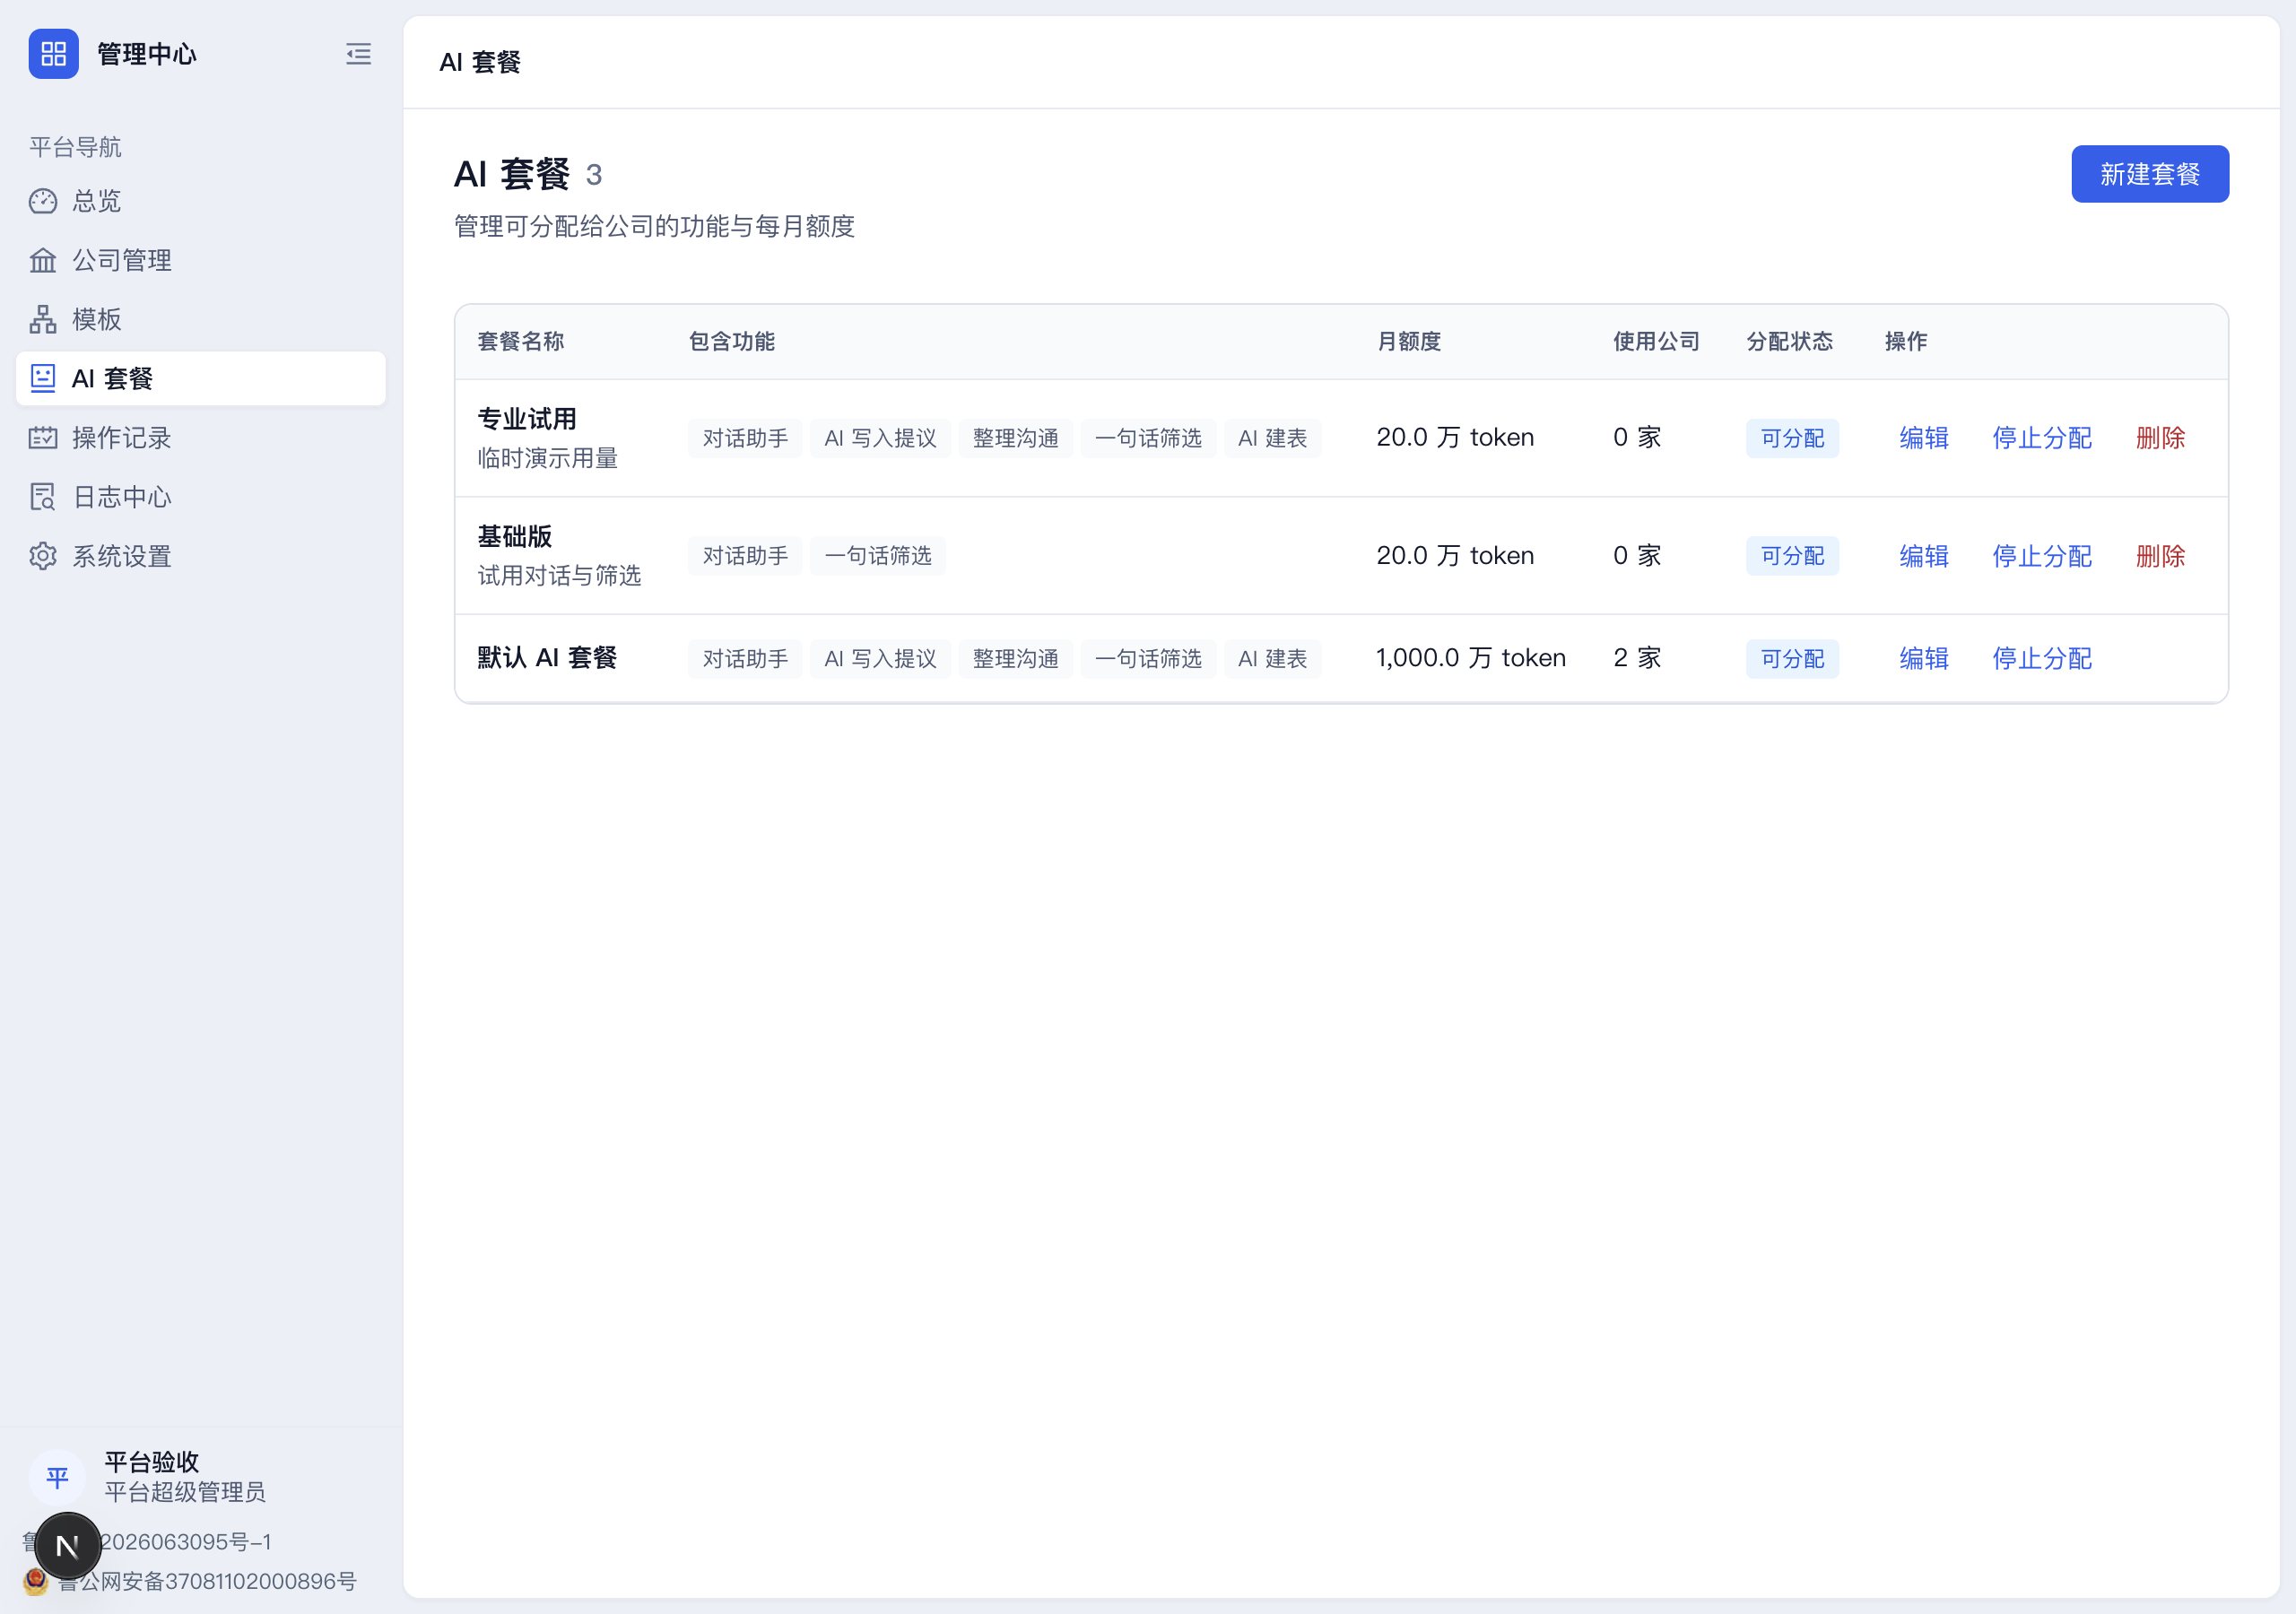 管理中心
平台导航
总览
公司管理
模板
AI 套餐
操作记录
日志中心
系统设置
平
平台验收
平台超级管理员
N
2026063095号-1
鲁公网安备37081102000896号
AI 套餐
AI 套餐 3
新建套餐
管理可分配给公司的功能与每月额度
套餐名称 包含功能 月额度 使用公司 分配状态 操作
专业试用
临时演示用量
对话助手 AI 写入提议 整理沟通 一句话筛选 AI 建表 20.0 万 token 0 家 可分配 编辑 停止分配 删除
基础版
试用对话与筛选
对话助手 一句话筛选 20.0 万 token 0 家 可分配 编辑 停止分配 删除
默认 AI 套餐 对话助手 AI 写入提议 整理沟通 一句话筛选 AI 建表 1,000.0 万 token 2 家 可分配 编辑 停止分配